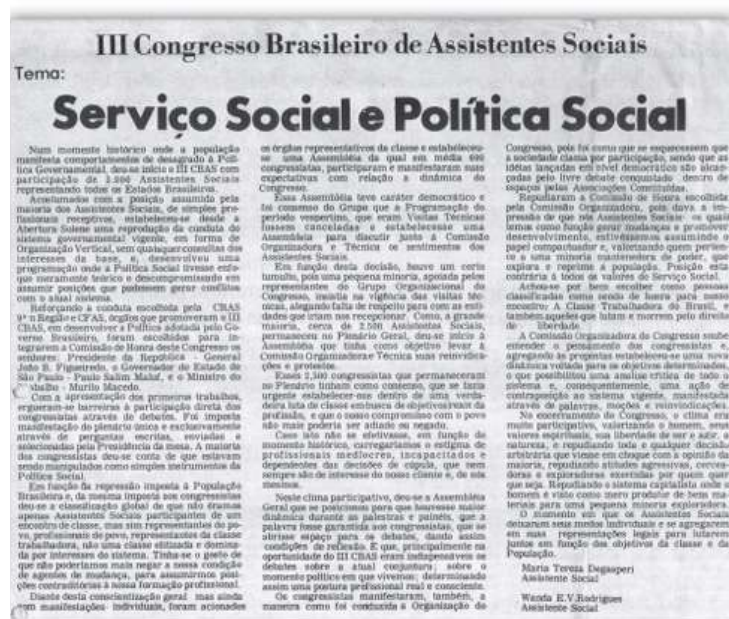 III Congresso Brasileiro de Assistentes Sociais
Tema:
Serviço Social e Política Social
Num momento histórico onde a população
manifesta comportamentos de desagrado à Polí-
tica Governamental, deu-se início o III CBAS com
participação de 3.000 Assistentes Sociais
representando todos os Estados Brasileiros.
Acostumados com a posição assumida pela
maioria dos Assistentes Sociais, de simples pro-
fissionais receptivos, estabeleceu-se desde a
Abertura Solene uma reprodução da conduta do
sistema governamental vigente, em forma de
Organização Vertical, sem quaisquer consultas dos
interesses da base, e, desenvolveu uma
programação onde a Política Social tivesse enfo-
que meramente teórico e descompromissado em
assumir posições que pudessem gerar conflitos
com o atual sistema.
Reforçando a conduta escolhida pela CBAS
9ª Região e CFAS, órgãos que promoveram o III
CBAS, em desenvolver a Política adotada pelo Go-
verno Brasileiro, foram escolhidos para in-
tegrarem a Comissão de Honra deste Congresso os
senhores: Presidente da República - General
João B. Figueiredo, o Governador do Estado de
São Paulo - Paulo Salim Maluf, e o Ministro do
Murilo Macedo.
Com a apresentação dos primeiros trabalhos,
ergueram-se barreiras à participação direta dos
congressistas através de debates. Foi imposta
manifestação do plenário única e exclusivamente
através de perguntas escritas, enviadas e
selecionadas pela Presidência da mesa. A maioria
dos congressistas deu-se conta de que estavam
sendo manipulados como simples instrumentos da
Política Social.
Em função da repressão imposta à População
Brasileira e, da mesma imposta aos congressistas
deu-se a classificação global de que não éramos
apenas Assistentes Sociais participantes de um
encontro de classe, mas sim representantes do po-
vo, profissionais do povo, representantes da classe
trabalhadora, não uma classe elitizada e domina-
da por interesses do sistema. Tinha-se o gesto de
que não poderíamos mais negar a nossa condição
de agentes de mudança, para assumirmos posi-
ções contraditórias à nossa formação profissional.
Diante desta conscientização geral mas ainda
com manifestações individuais, foram acionados
os órgãos representativos da classe e estabeleceu-
se uma Assembléia da qual em média 600
congressistas, participaram e manifestaram suas
expectativas com relação a dinâmica do
Congresso.
Essa Assembléia teve caráter democrático e
foi consenso do Grupo que a Programação do
período vespertino, que eram Visitas Técnicas
fossem canceladas e estabelecesse uma
Assembléia para discutir junto à Comissão
Organizadora e Técnica os sentimentos dos
Assistentes Sociais.
Em função desta decisão, houve um certo
tumulto, pois uma pequena minoria, apoiada pelos
representantes do Grupo Organizacional do
Congresso, insistia na vigência das visitas téc-
nicas, alegando falta de respeito para com as enti-
dades que iriam nos recepcionar. Como, a grande
maioria, cerca de 2.500 Assistentes Sociais,
permaneceu no Plenário Geral, deu-se início à
Assembléia que tinha como objetivo levar à
Comissão Organizadora e Técnica suas reivindica-
ções e protestos.
Esses 2.500 congressistas que permaneceram
no Plenário tinham como consenso, que se fazia
urgente estabelecer-se dentro de uma verda-
deira luta de classe em busca de objetivos reais da
profissão, e que o nosso compromisso com o povo
não mais poderia ser adiado ou negado.
Caso isto não se efetivasse, em função do
momento histórico, carregaríamos o estigma de
profissionais medíocres, incapacitados e
dependentes das decisões de cúpula, que nem
sempre são de interesse do nosso cliente e, de nós
mesmos.
Neste clima participativo, deu-se a Assembléia
Geral que se posicionou para que houvesse maior
dinâmica durante as palestras e painéis, que a
palavra fosse garantida aos congressistas, que se
abrisse espaço para os debates, dando assim
condições de reflexão. E que, principalmente na
oportunidade do III CBAS eram indispensáveis os
debates sobre a atual conjuntura; sobre o
momento político em que vivemos; determinando
assim uma postura profissional real e consciente.
Os congressistas manifestaram, também, a
maneira como foi conduzida a Organização do
Congresso, pois foi como que se esquecessem que
a sociedade clama por participação, sendo que as
idéias lançadas em nível democrático são alcan-
çadas pelo livre debate conquistado dentro de
espaços pelas Associações Constituídas.
Repudiaram a Comissão de Honra escolhida
pela Comissão Organizadora, pois dava a im-
pressão de que nós Assistentes Sociais os quais
temos como função gerar mudanças e promover
desenvolvimento, estivéssemos assumindo o
papel compactuador e, valorizando quem perten-
ce a uma minoria mantenedora de poder, que
explora e reprime a população. Posição esta
contrária à todos os valores de Serviço Social.
Achou-se por bem escolher como pessoas
classificadas como sendo de honra para nosso
encontro: A Classe Trabalhadora do Brasil, e
também aqueles que lutam e morrem pelo direito
de liberdade.
A Comissão Organizadora do Congresso soube
entender o pensamento dos congressistas e,
agregando às propostas estabeleceu-se uma nova
dinâmica voltada para os objetivos determinados,
o que possibilitou uma análise crítica de todo o
sistema e, consequentemente, uma ação de
contraposição ao sistema vigente, manifestada
através de palavras, moções e reivindicações.
No encerramento do Congresso, o clima era
muito participativo, valorizando o homem, seus
valores espirituais, sua liberdade de ser e agir, a
natureza, e repudiando toda e qualquer decisão
arbitrária que viesse em choque com a opinião da
maioria, repudiando atitudes agressivas, cercea-
doras e exploradoras exercidas por quem quer
que seja. Repudiando o sistema capitalista onde o
homem é visto como mero produtor de bens ma-
teriais para uma pequena minoria exploradora.
O momento em que os Assistentes Sociais
deixaram seus medos individuais e se agregaram
em suas representações legais para lutarem
juntos em função dos objetivos da classe e da
População.
Maria Tereza Degasperi
Assistente Social
Wanda E.V.Rodrigues
Assistente Social